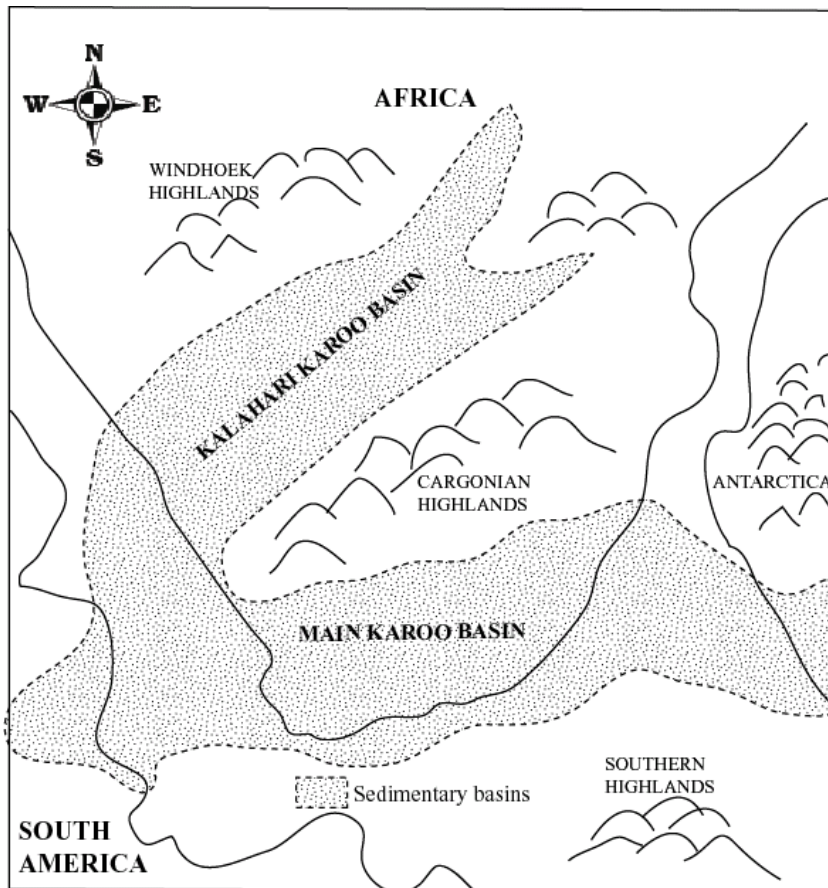 N
W E
S
AFRICA
WINDHOEK
HIGHLANDS
KALAHARI KAROO BASIN
CARGONIAN
HIGHLANDS
ANTARCTICA
MAIN KAROO BASIN
SOUTHERN
HIGHLANDS
Sedimentary basins
SOUTH
AMERICA